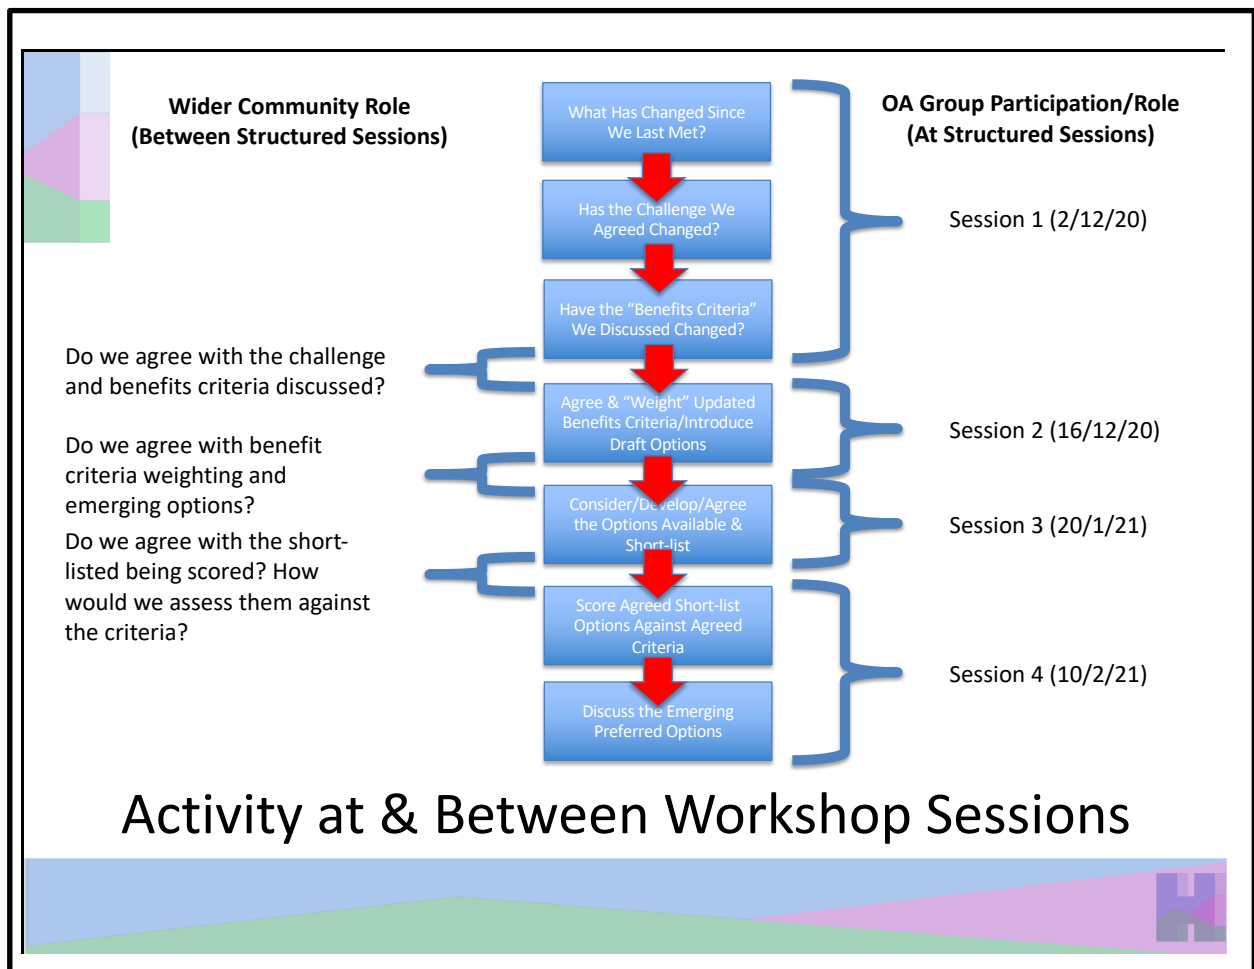 Wider Community Role
(Between Structured Sessions)
What Has Changed Since
We Last Met?
Has the Challenge We
Agreed Changed?
Have the “Benefits Criteria”
We Discussed Changed?
Agree & “Weight” Updated
Benefits Criteria/Introduce
Draft Options
Consider/Develop/Agree
the Options Available &
Short-list
Score Agreed Short-list
Options Against Agreed
Criteria
Discuss the Emerging
Preferred Options
OA Group Participation/Role
(At Structured Sessions)
Session 1 (2/12/20)
Session 2 (16/12/20)
Session 3 (20/1/21)
Session 4 (10/2/21)
Do we agree with the challenge
and benefits criteria discussed?
Do we agree with benefit
criteria weighting and
emerging options?
Do we agree with the short-
listed being scored? How
would we assess them against
the criteria?
Activity at & Between Workshop Sessions